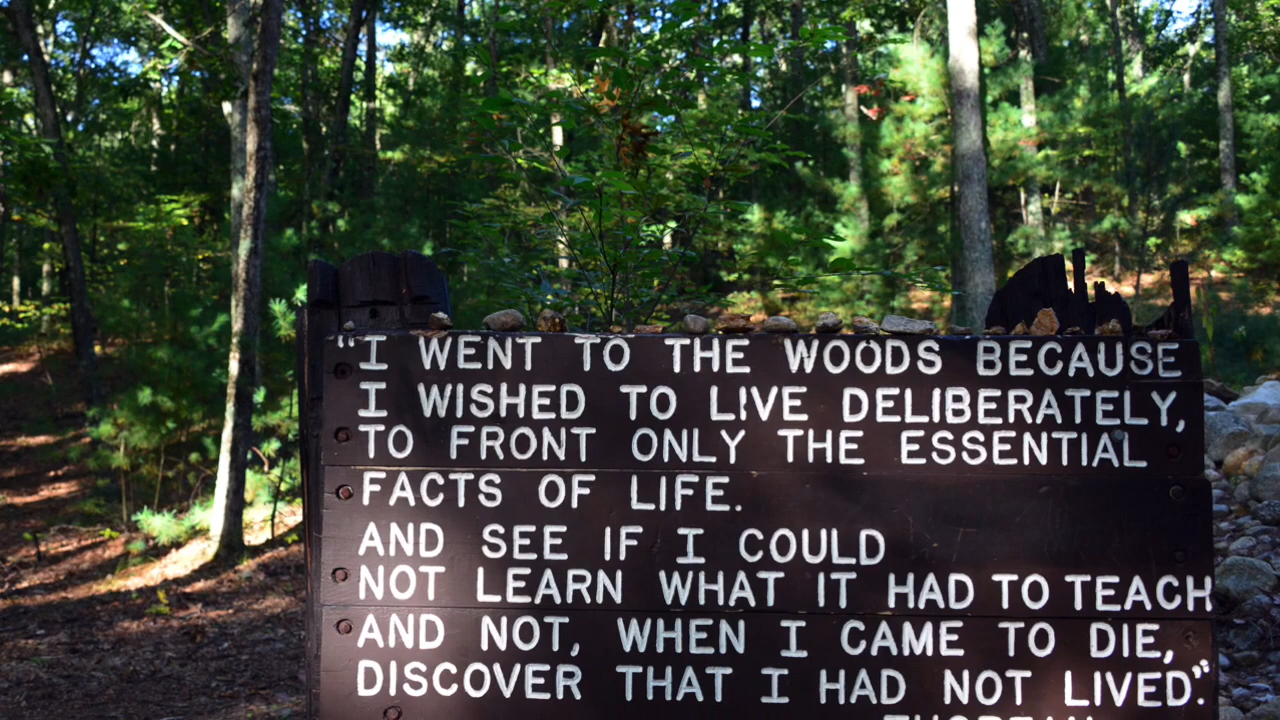 "I WENT TO THE WOODS BECAUSE
I WISHED TO LIVE DELIBERATELY,
TO FRONT ONLY THE ESSENTIAL
FACTS OF LIFE.
AND SEE IF I COULD
NOT LEARN WHAT IT HAD TO TEACH
AND NOT, WHEN I CAME TO DIE,
DISCOVER THAT I HAD NOT LIVED."